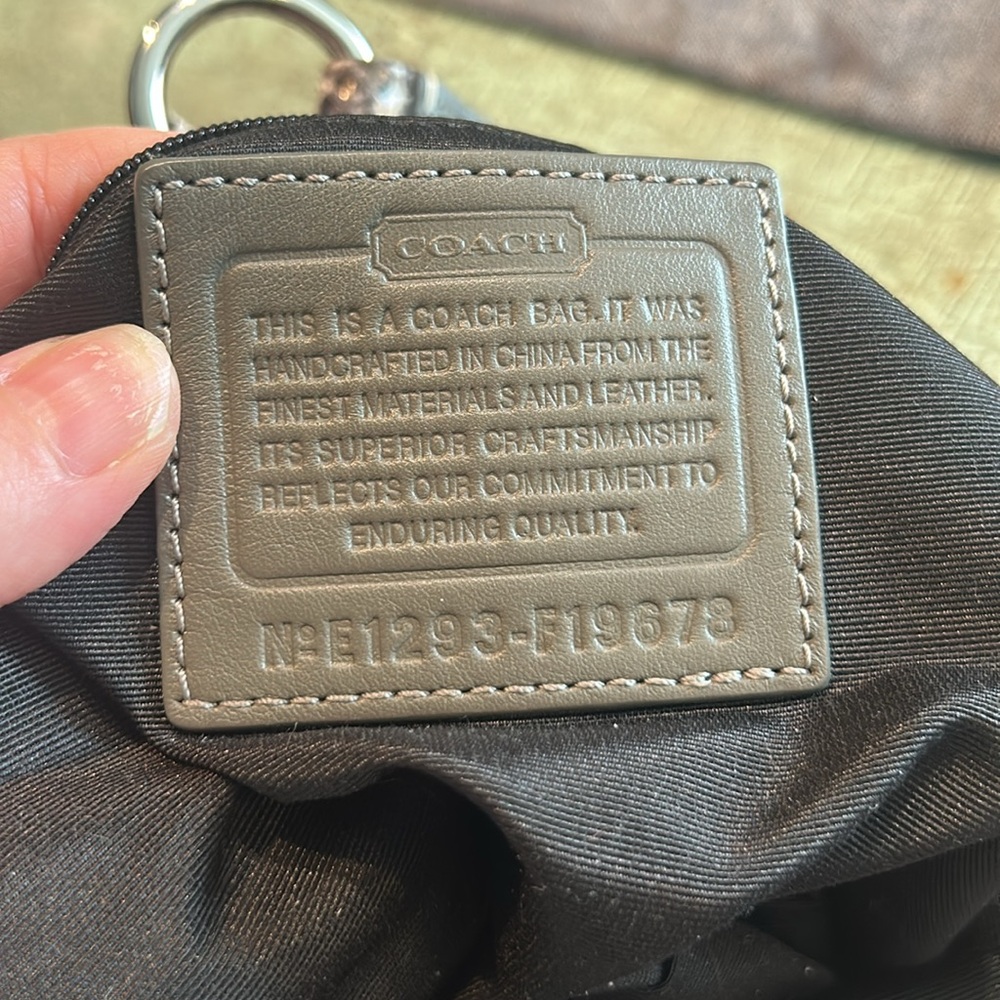 COACH
THIS IS A COACH BAG. IT WAS
HANDCRAFTED IN CHINA FROM THE
FINEST MATERIALS AND LEATHER.
ITS SUPERIOR CRAFTSMANSHIP
REFLECTS OUR COMMITMENT TO
ENDURING QUALITY.
Nº E1293-F19678